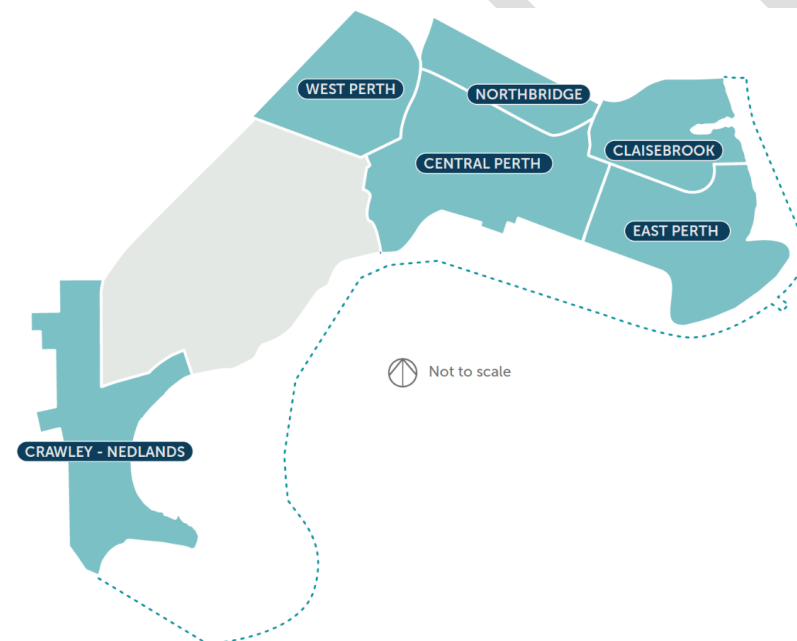 WEST PERTH
NORTHBRIDGE
CLAISEBROOK
CENTRAL PERTH
EAST PERTH
Not to scale
CRAWLEY - NEDLANDS